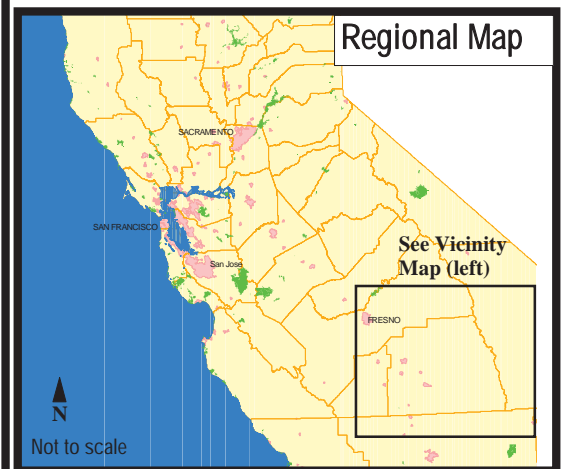 Regional Map
SACRAMENTO
SAN FRANCISCO
San Jose
See Vicinity
Map (left)
FRESNO
N
Not to scale